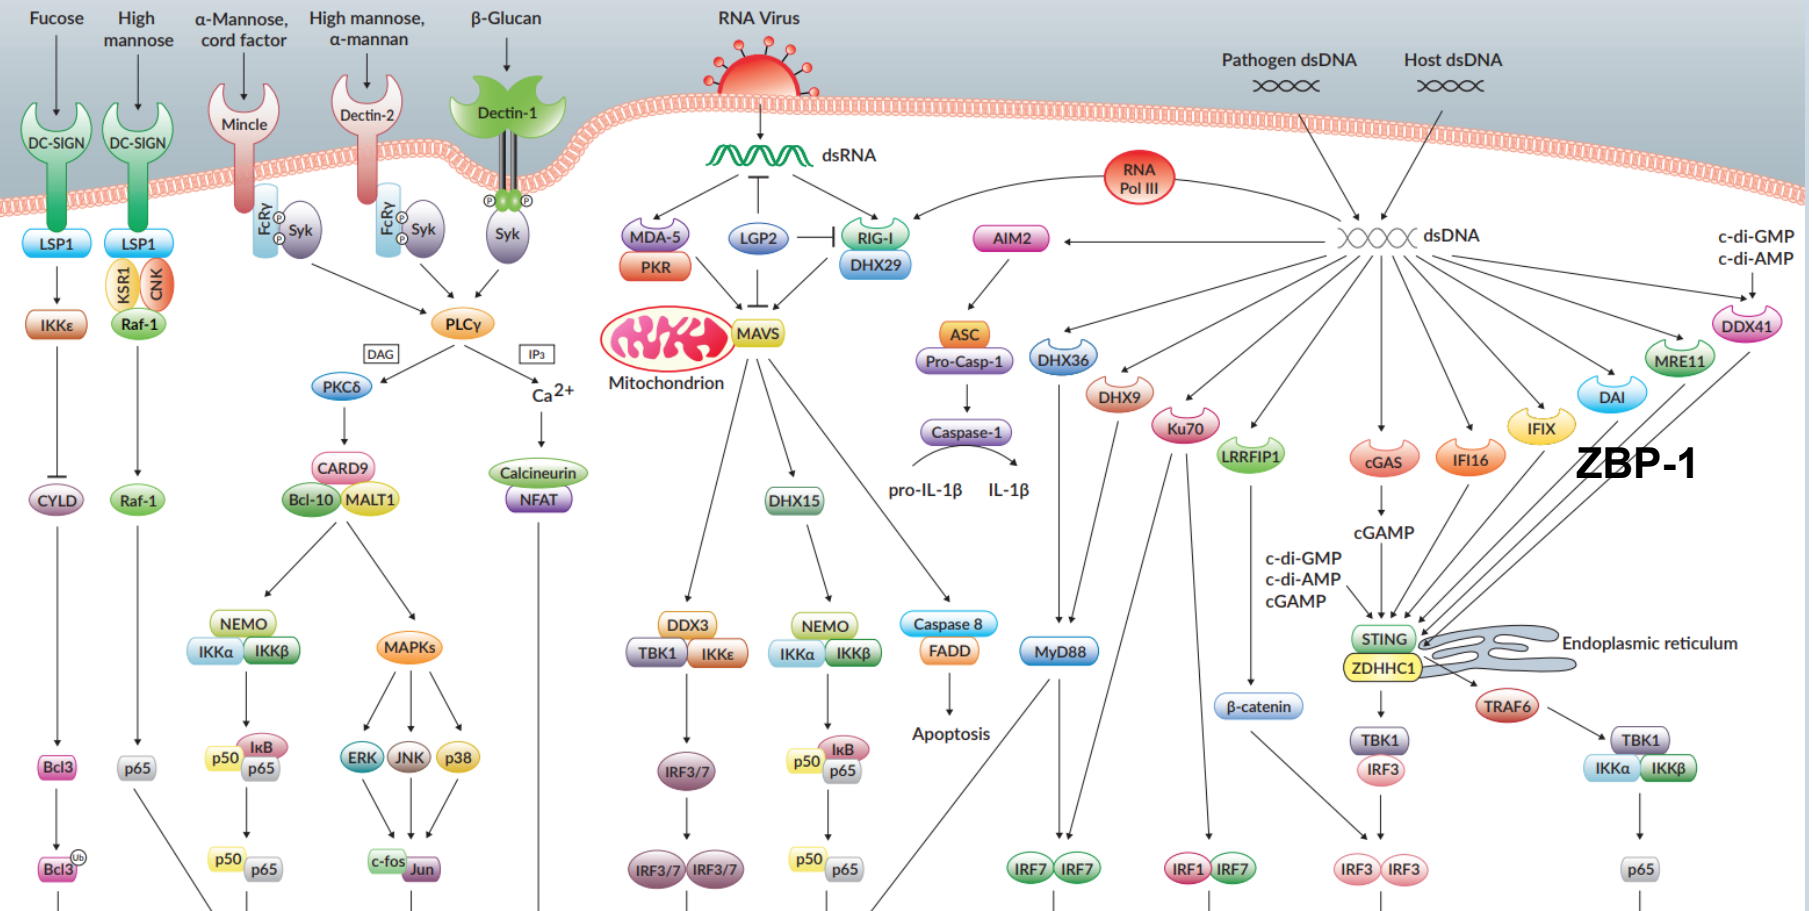 Fucose
High
mannose
α-Mannose,
cord factor
High mannose,
α-mannan
β-Glucan
RNA Virus
Pathogen dsDNA
Host dsDNA
DC-SIGN
DC-SIGN
Mincle
Dectin-2
Dectin-1
dsRNA
RNA
Pol III
LSP1
LSP1
FcRγ
P
P
Syk
FcRγ
P
P
Syk
P
P
Syk
MDA-5
PKR
LGP2
RIG-I
DHX29
AIM2
dsDNA
c-di-GMP
c-di-AMP
KSR1
CNK
IKKε
Raf-1
PLCγ
MAVS
Mitochondrion
ASC
Pro-Casp-1
DHX36
DDX41
MRE11
DAG
IP3
PKCδ
Ca2+
DHX9
DAI
Ku70
IFIX
Caspase-1
LRRFIP1
cGAS
IFI16
ZBP-1
CARD9
Bcl-10
MALT1
Calcineurin
NFAT
pro-IL-1β
IL-1β
CYLD
Raf-1
DHX15
cGAMP
c-di-GMP
c-di-AMP
cGAMP
NEMO
IKKα
IKKβ
MAPKs
DDX3
TBK1
IKKε
NEMO
IKKα
IKKβ
Caspase 8
FADD
MyD88
STING
ZDHHC1
Endoplasmic reticulum
β-catenin
TRAF6
Apoptosis
TBK1
IRF3
TBK1
IKKα
IKKβ
Bcl3
p65
p50
IκB
p65
ERK
JNK
p38
IRF3/7
p50
IκB
p65
Bcl3
Ub
p50
p65
c-fos
Jun
IRF3/7
IRF3/7
p50
p65
IRF7
IRF7
IRF1
IRF7
IRF3
IRF3
p65